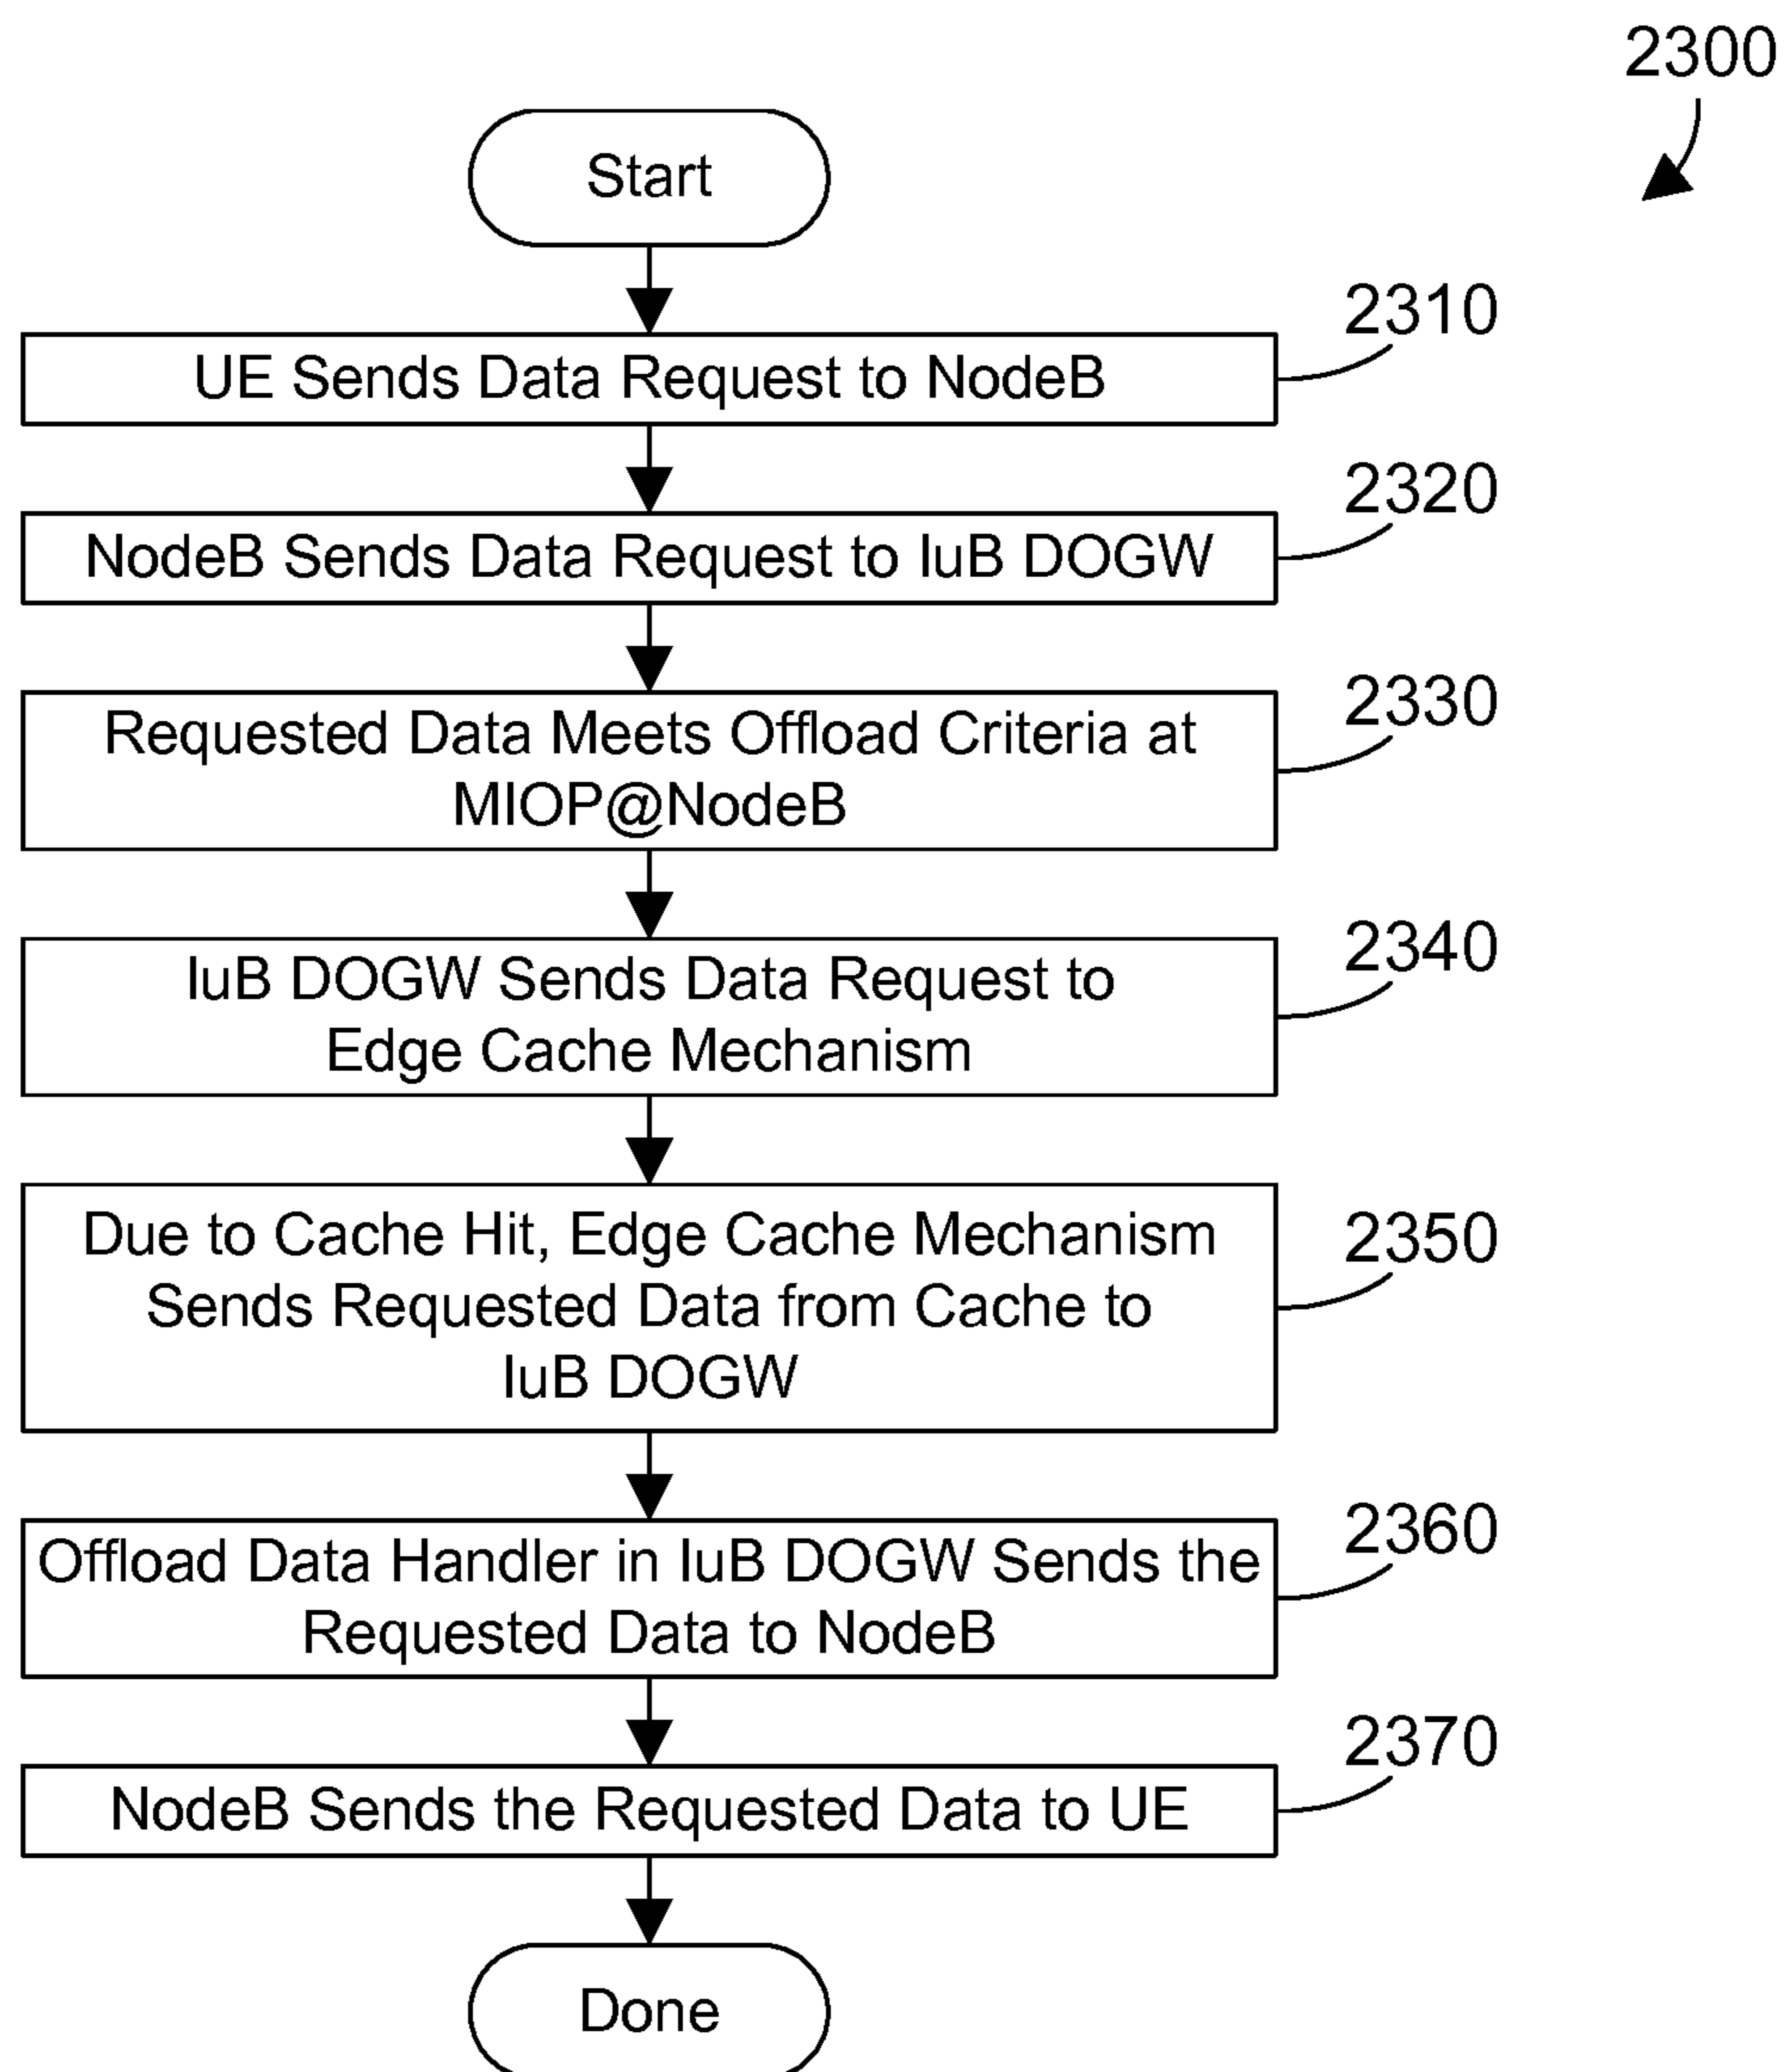 2300
Start
2310
UE Sends Data Request to NodeB
2320
NodeB Sends Data Request to IuB DOGW
2330
Requested Data Meets Offload Criteria at
MIOP@NodeB
2340
IuB DOGW Sends Data Request to
Edge Cache Mechanism
2350
Due to Cache Hit, Edge Cache Mechanism
Sends Requested Data from Cache to
IuB DOGW
2360
Offload Data Handler in IuB DOGW Sends the
Requested Data to NodeB
2370
NodeB Sends the Requested Data to UE
Done